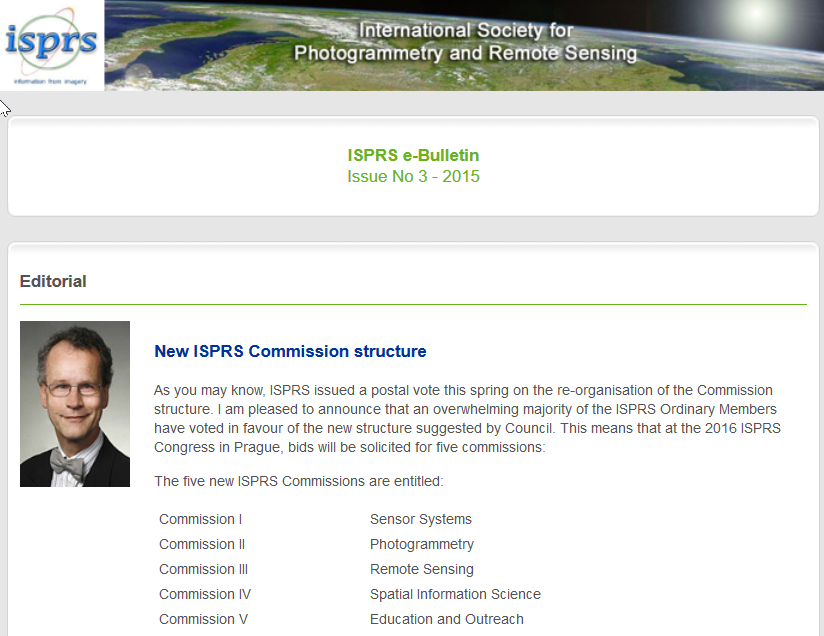 isprs
information from imagery
International Society for
Photogrammetry and Remote Sensing
ISPRS e-Bulletin
Issue No 3 - 2015
Editorial
New ISPRS Commission structure
As you may know, ISPRS issued a postal vote this spring on the re-organisation of the Commission
structure. I am pleased to announce that an overwhelming majority of the ISPRS Ordinary Members
have voted in favour of the new structure suggested by Council. This means that at the 2016 ISPRS
Congress in Prague, bids will be solicited for five commissions:
The five new ISPRS Commissions are entitled:
Commission I Sensor Systems
Commission II Photogrammetry
Commission III Remote Sensing
Commission IV Spatial Information Science
Commission V Education and Outreach